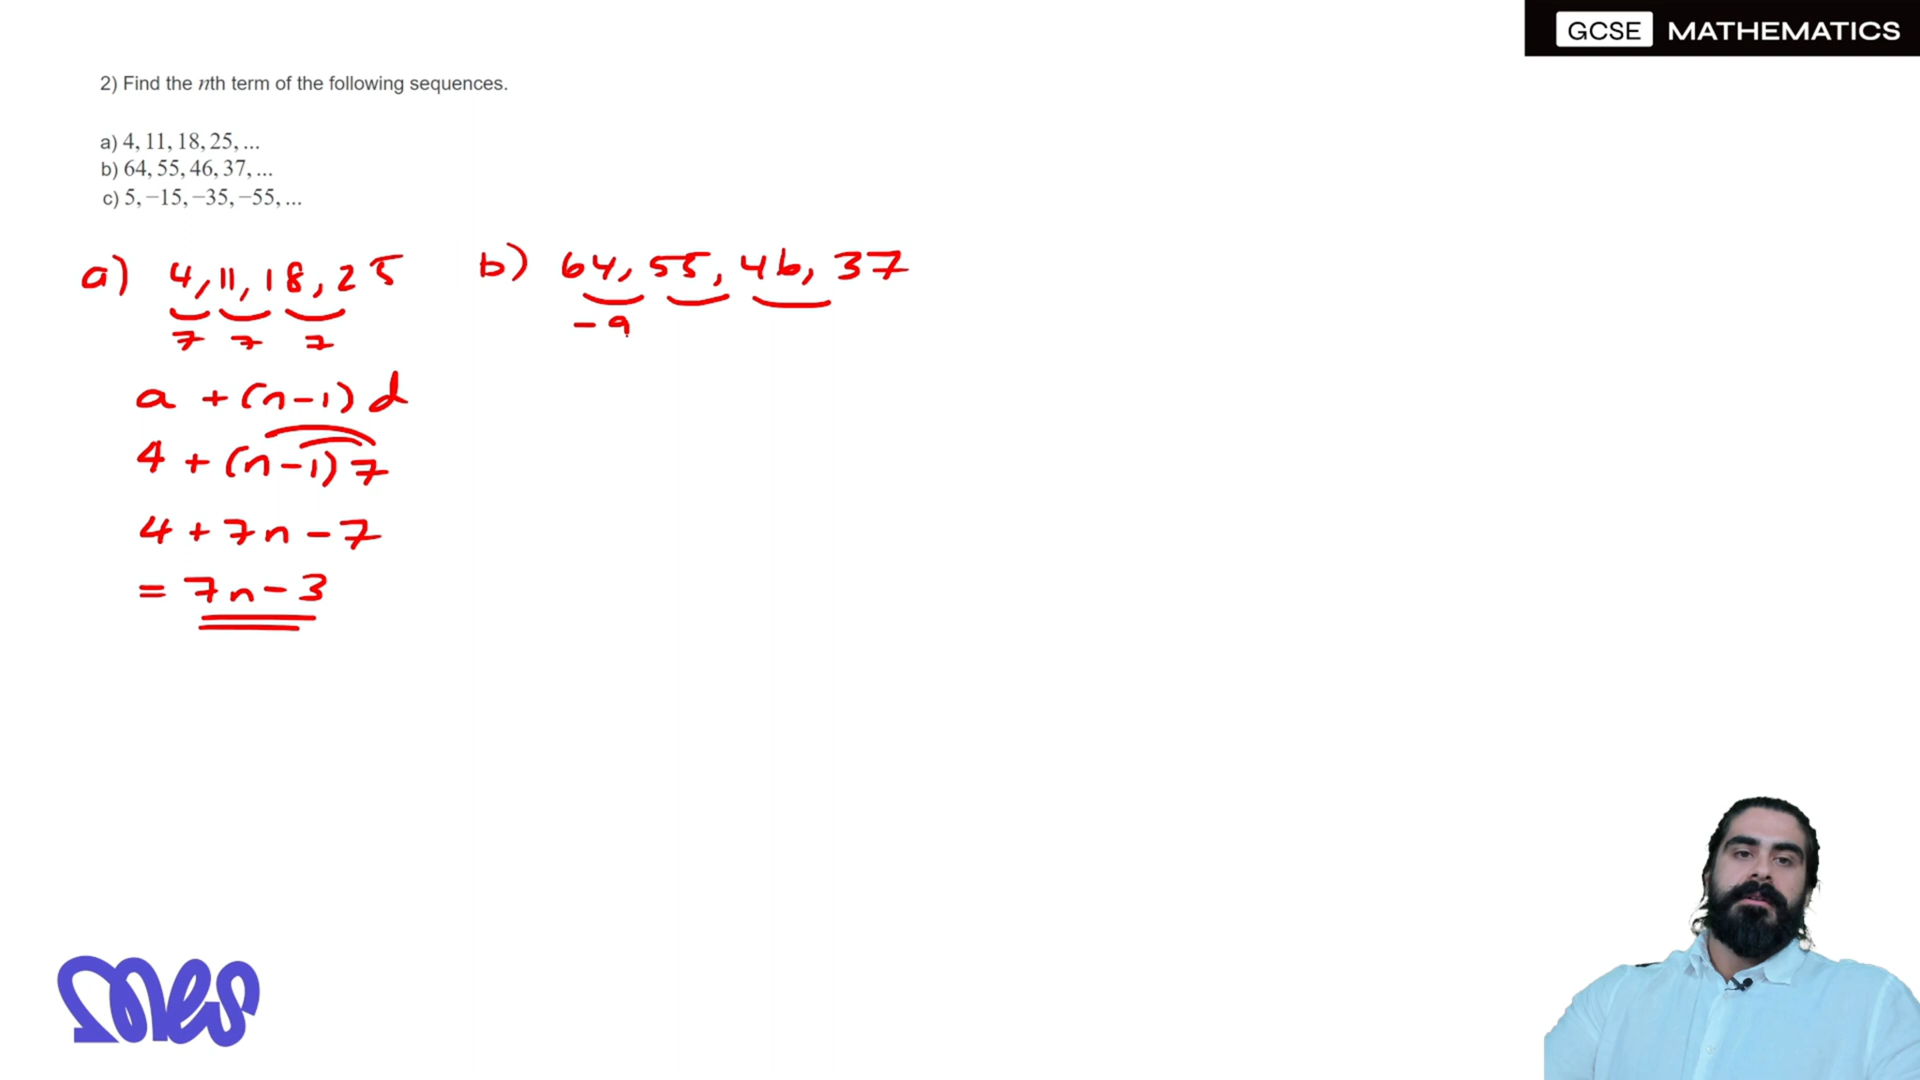 GCSE MATHEMATICS
2) Find the nth term of the following sequences.
a) 4, 11, 18, 25, ...
b) 64, 55, 46, 37, ...
c) 5, −15, −35, −55, ...
a) 4, 11, 18, 25
7 7 7
a + (n-1) d
4 + (n-1) 7
4 + 7n - 7
= 7n - 3
b) 64, 55, 46, 37
-9
mes